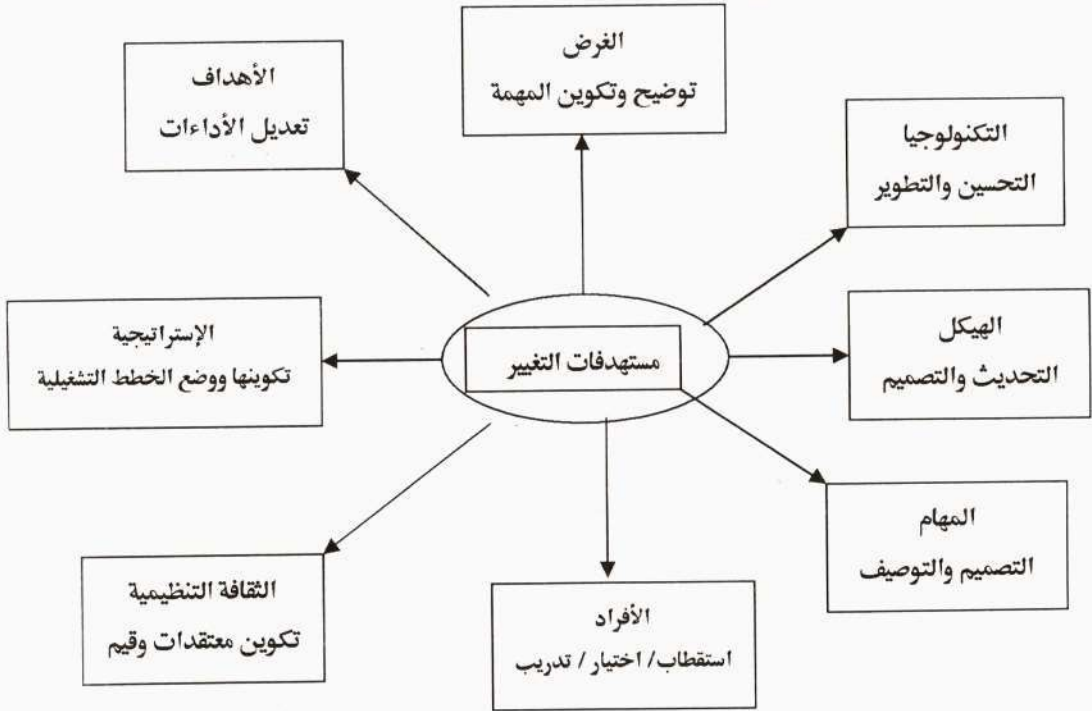 الغرض
توضيح وتكوين المهمة
الأهداف
تعديل الأداءات
التكنولوجيا
التحسين والتطوير
الإستراتيجية
تكوينها ووضع الخطط التشغيلية
مستهدفات التغيير
الهيكل
التحديث والتصميم
المهام
التصميم والتوصيف
الثقافة التنظيمية
تكوين معتقدات وقيم
الأفراد
استقطاب/ اختيار / تدريب